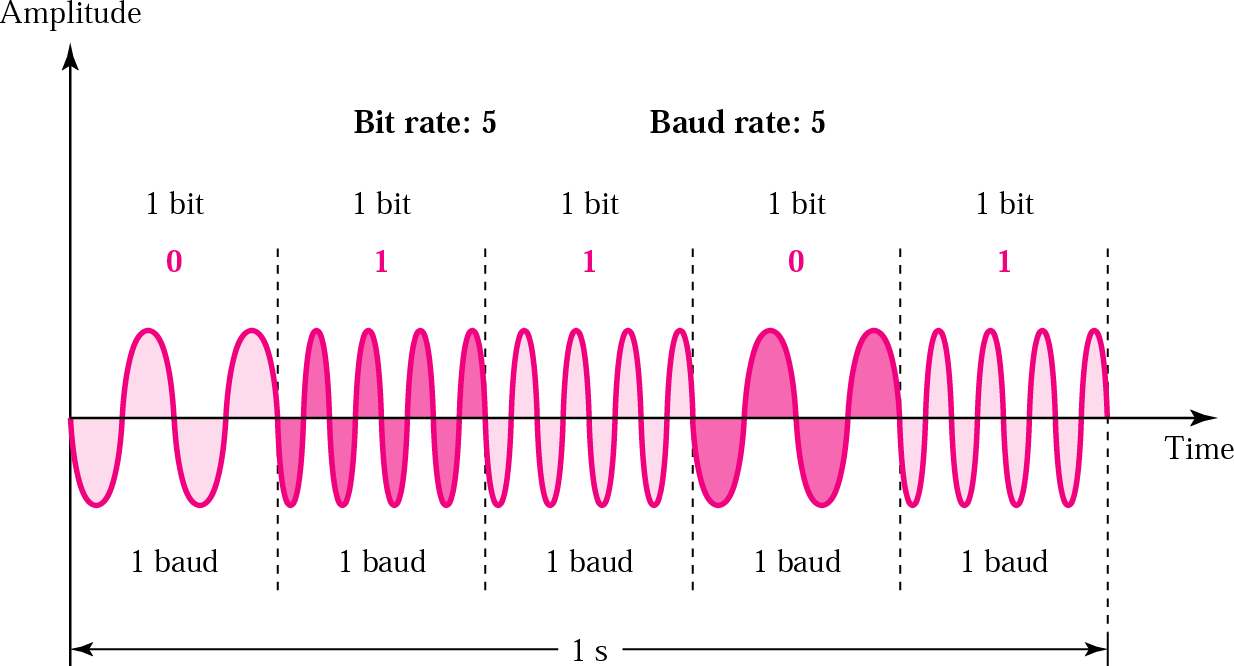 Amplitude
Bit rate: 5 Baud rate: 5
1 bit 1 bit 1 bit 1 bit 1 bit
0 1 1 0 1
Time
1 baud 1 baud 1 baud 1 baud 1 baud
1 s